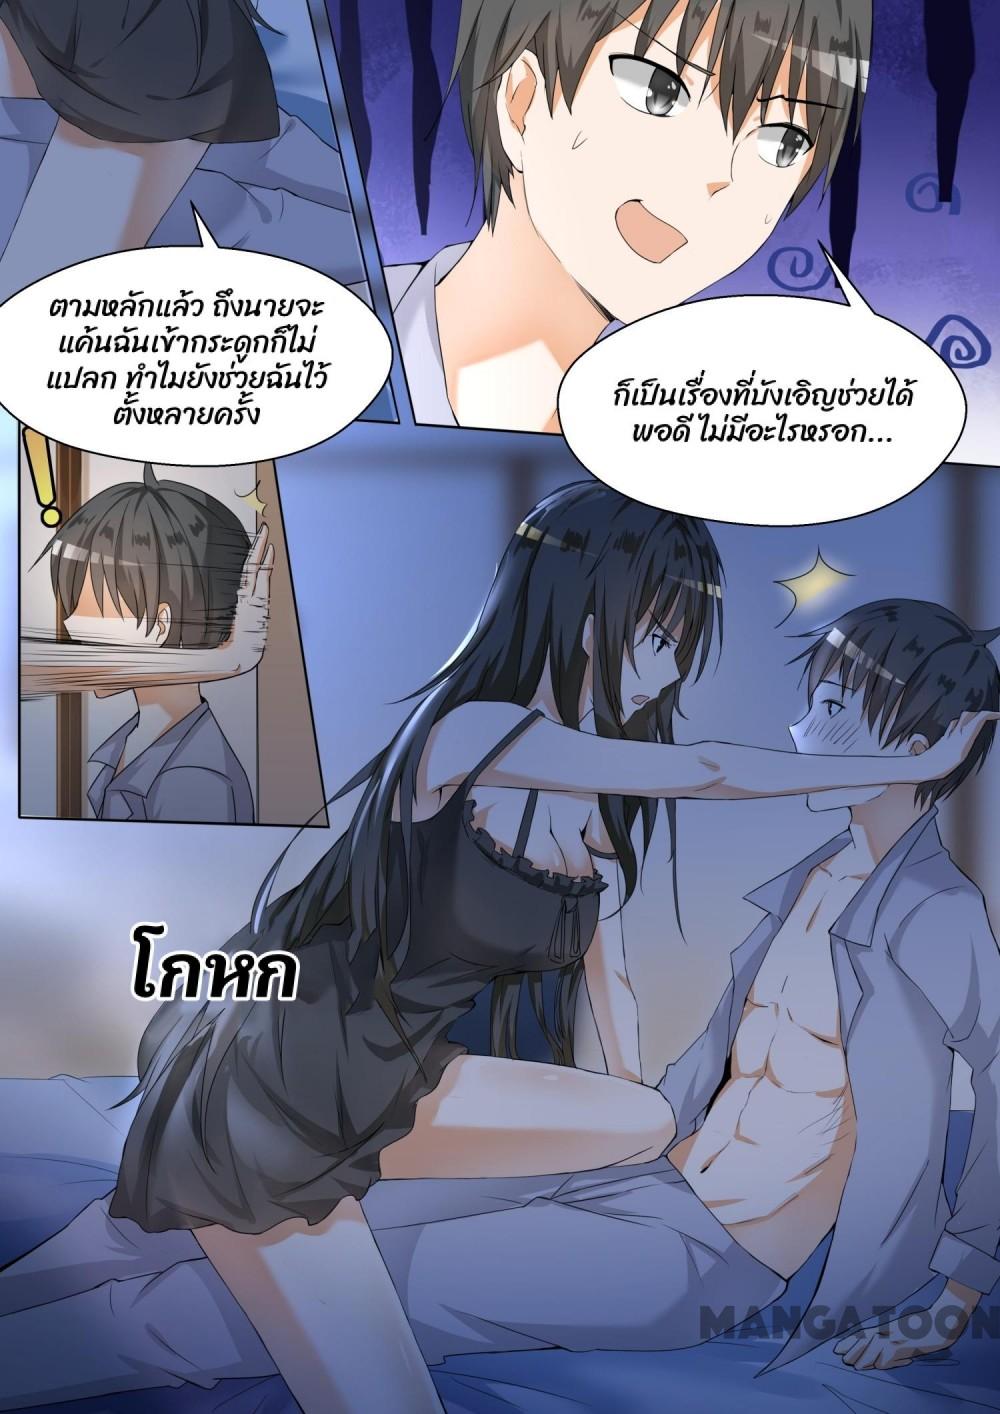 ตามหลักแล้ว ถึงนายจะ
แค้นฉันเข้ากระดูกก็ไม่
แปลก ทำไมยังช่วยฉันไว้
ตั้งหลายครั้ง
ก็เป็นเรื่องที่บังเอิญช่วยได้
พอดี ไม่มีอะไรหรอก...
!
โกหก
MANGATOON